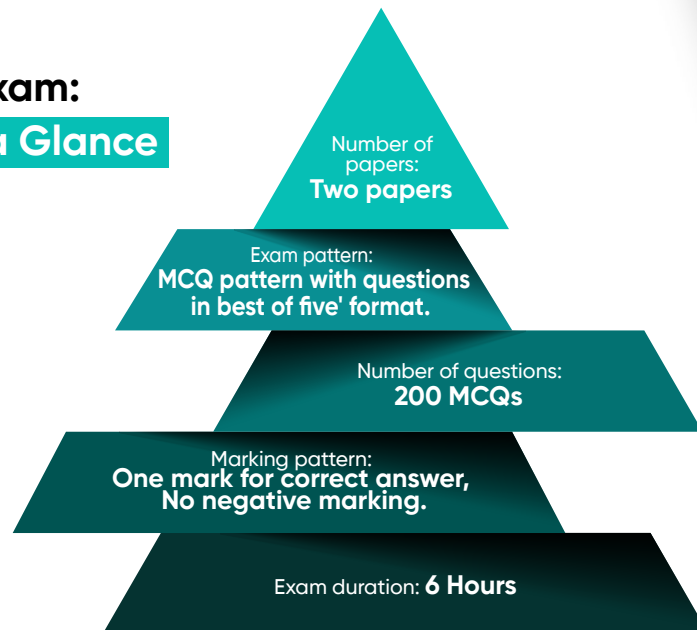 xam:
a Glance
Number of
papers:
Two papers
Exam pattern:
MCQ pattern with questions
in best of five' format.
Number of questions:
200 MCQs
Marking pattern:
One mark for correct answer,
No negative marking.
Exam duration: 6 Hours